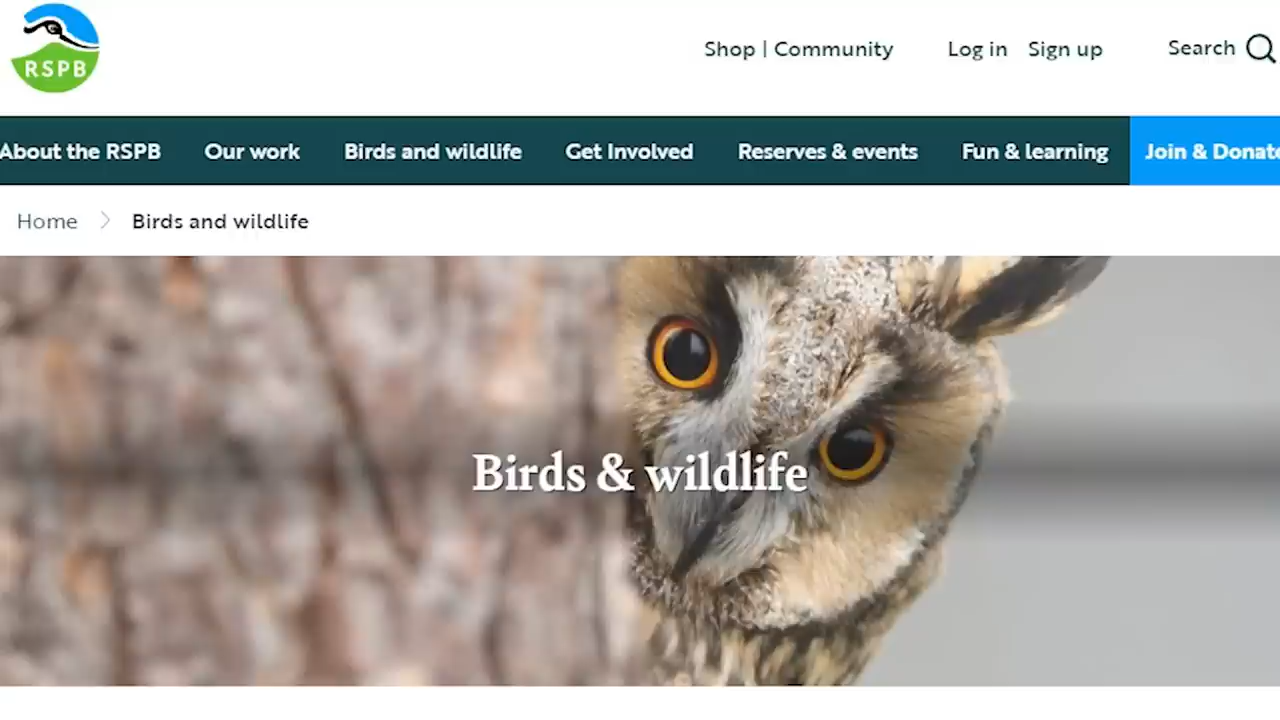 RSPB
Shop | Community Log in Sign up Search
About the RSPB Our work Birds and wildlife Get Involved Reserves & events Fun & learning Join & Donate
Home Birds and wildlife
Birds & wildlife